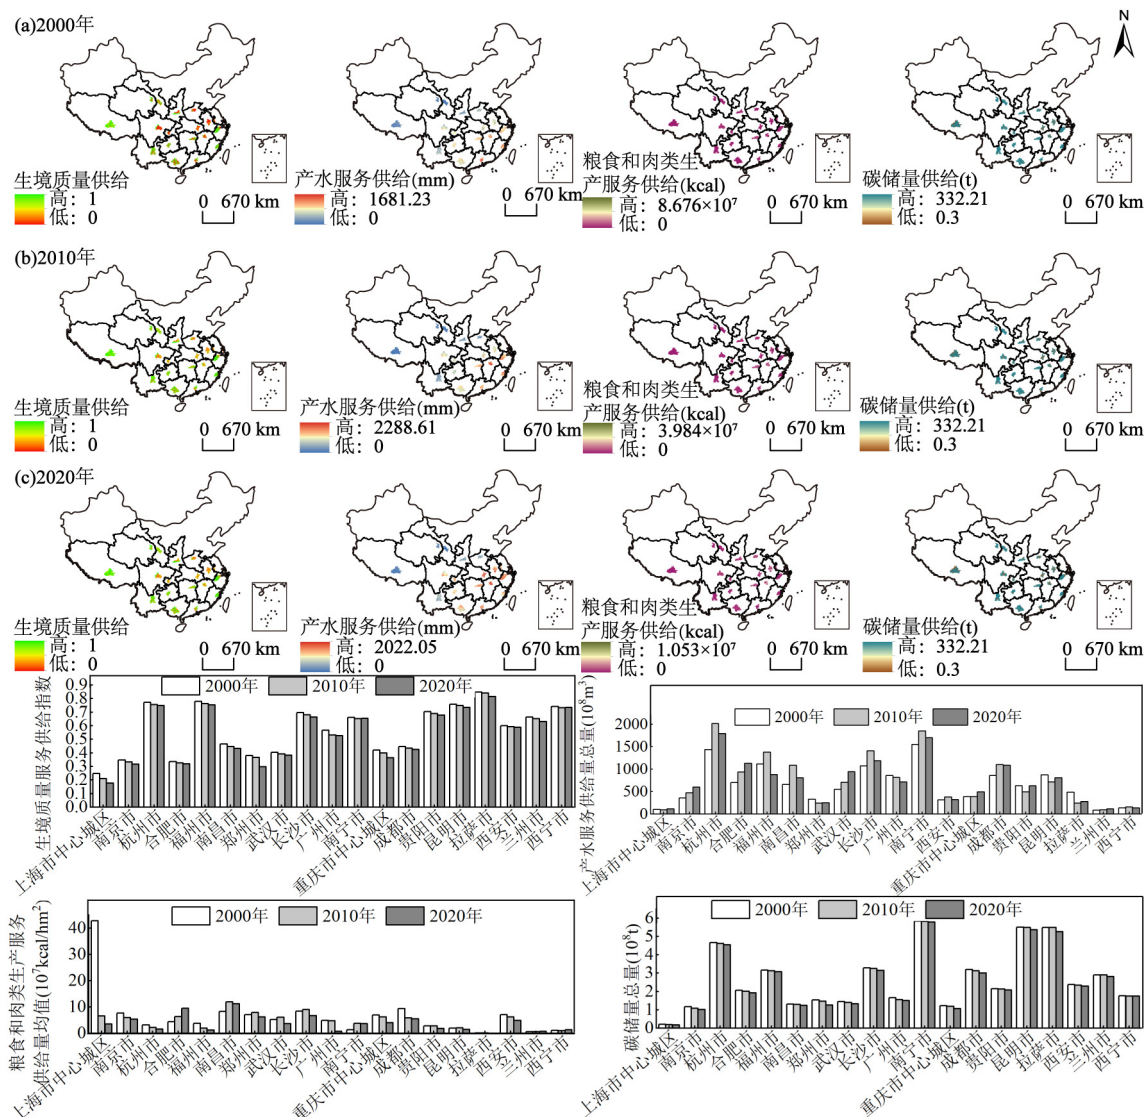 (a)2000年
N
生境质量供给
高：1
低：0
0 670 km
产水服务供给(mm)
高：1681.23
低：0
0 670 km
粮食和肉类生
产服务供给(kcal)
高：8.676×10⁷
低：0
0 670 km
碳储量供给(t)
高：332.21
低：0.3
0 670 km
(b)2010年
生境质量供给
高：1
低：0
0 670 km
产水服务供给(mm)
高：2288.61
低：0
0 670 km
粮食和肉类生
产服务供给(kcal)
高：3.984×10⁷
低：0
0 670 km
碳储量供给(t)
高：332.21
低：0.3
0 670 km
(c)2020年
生境质量供给
高：1
低：0
0 670 km
产水服务供给(mm)
高：2022.05
低：0
0 670 km
粮食和肉类生
产服务供给(kcal)
高：1.053×10⁷
低：0
0 670 km
碳储量供给(t)
高：332.21
低：0.3
0 670 km
生境质量服务供给指数
0.9
0.8
0.7
0.6
0.5
0.4
0.3
0.2
0.1
0.0
2000年 2010年 2020年
上海市中心城区
南京市
杭州市
合肥市
福州市
南昌市
郑州市
武汉市
长沙市
广州市
南宁市
重庆市中心城区
成都市
贵阳市
昆明市
拉萨市
西安市
兰州市
西宁市
产水服务供给量总量(10⁸m³)
2000
1500
1000
500
0
2000年 2010年 2020年
上海市中心城区
南京市
杭州市
合肥市
福州市
南昌市
郑州市
武汉市
长沙市
广州市
南宁市
西安市
重庆市中心城区
成都市
贵阳市
昆明市
拉萨市
兰州市
西宁市
粮食和肉类生产服务
供给量均值(10⁷kcal/hm²)
40
30
20
10
0
2000年 2010年 2020年
上海市中心城区
南京市
杭州市
合肥市
福州市
南昌市
郑州市
武汉市
长沙市
广州市
南宁市
重庆市中心城区
成都市
贵阳市
昆明市
拉萨市
西安市
兰州市
西宁市
碳储量总量(10⁸t)
6
5
4
3
2
1
0
2000年 2010年 2020年
上海市中心城区
南京市
杭州市
合肥市
福州市
南昌市
郑州市
武汉市
长沙市
广州市
南宁市
重庆市中心城区
成都市
贵阳市
昆明市
拉萨市
西安市
兰州市
西宁市